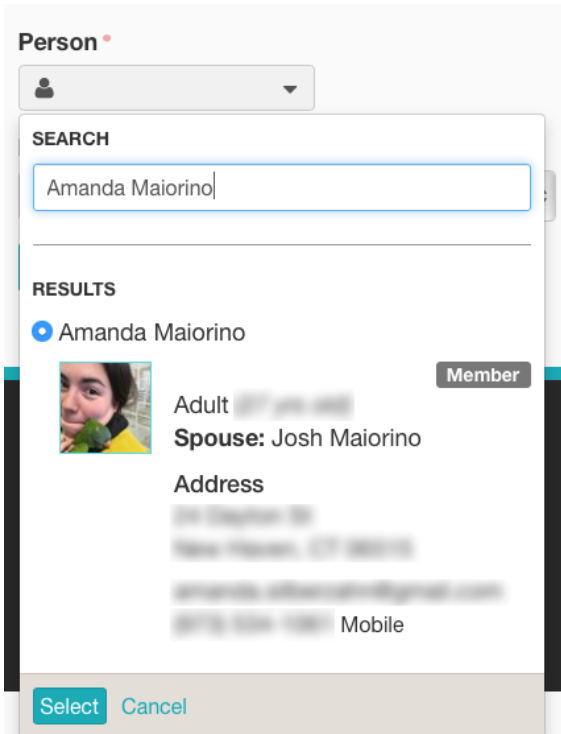 Person *
SEARCH
Amanda Maiorino
RESULTS
Amanda Maiorino
Member
Adult
Spouse: Josh Maiorino
Address
Mobile
Select Cancel